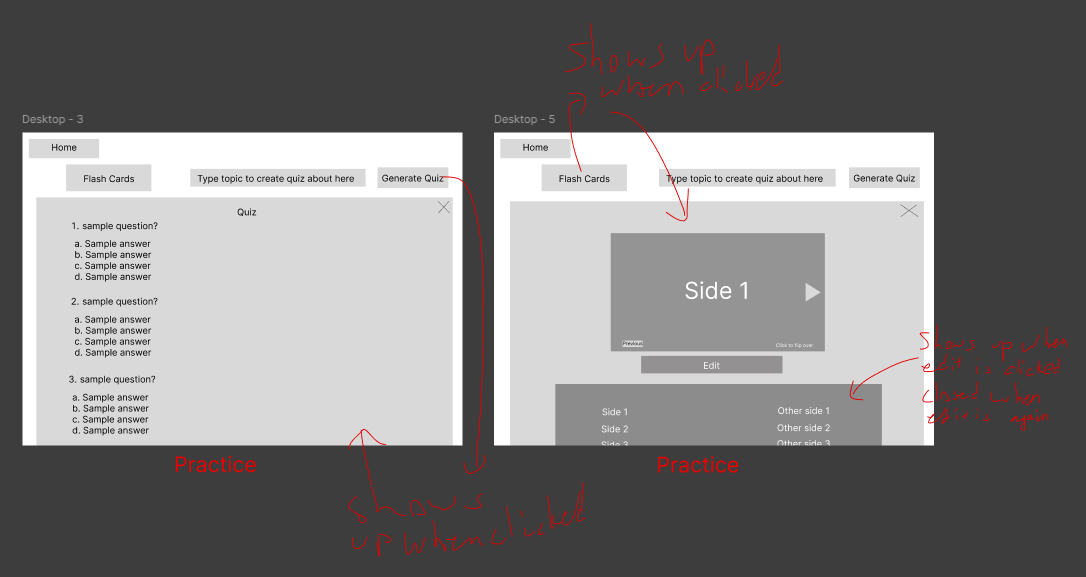 Shows up
when clicked
Desktop - 3
Home
Flash Cards
Type topic to create quiz about here
Generate Quiz
Quiz
1. sample question?
a. Sample answer
b. Sample answer
c. Sample answer
d. Sample answer
2. sample question?
a. Sample answer
b. Sample answer
c. Sample answer
d. Sample answer
3. sample question?
a. Sample answer
b. Sample answer
c. Sample answer
d. Sample answer
Practice
Shows
up when clicked
Desktop - 5
Home
Flash Cards
Type topic to create quiz about here
Generate Quiz
Side 1
Previous
Click to flip over
Edit
Side 1
Other side 1
Side 2
Other side 2
Side 3
Other side 3
Practice
Shows up when
edit is clicked
closed when
edit is again